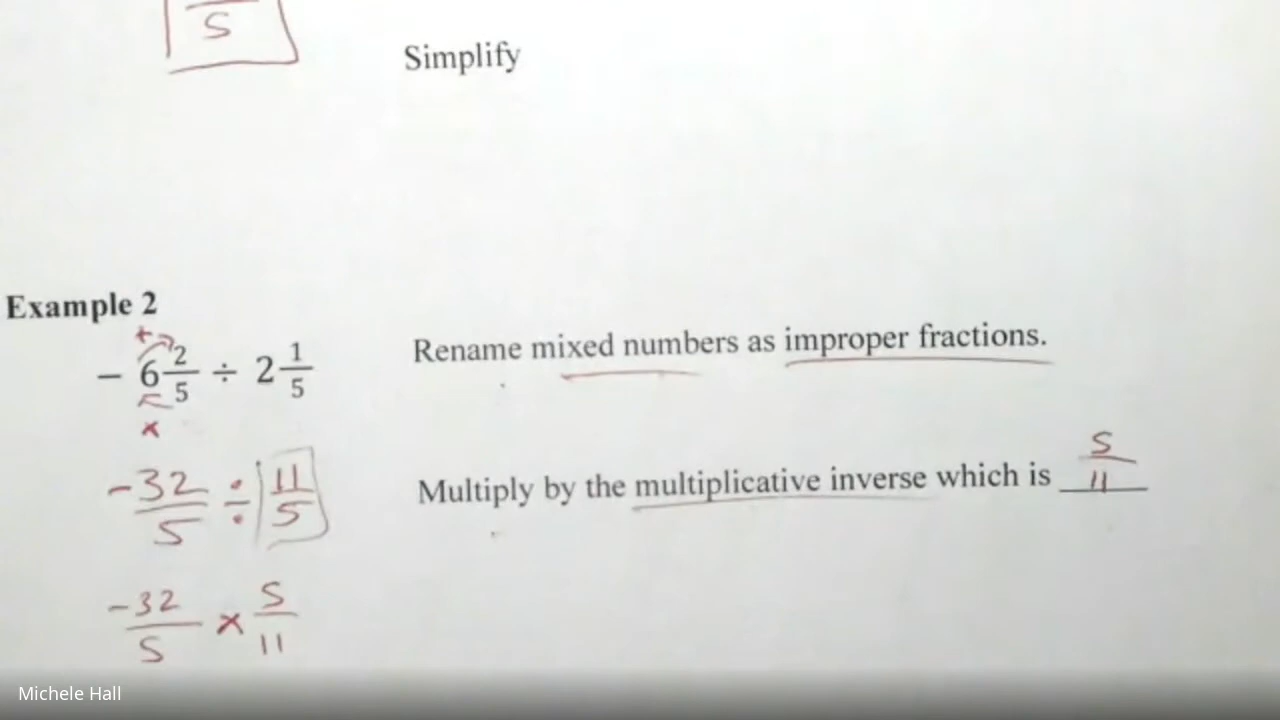 5
Simplify
Example 2
+
− 6 2/5 ÷ 2 1/5
×
Rename mixed numbers as improper fractions.
-32/5 ÷ 11/5
Multiply by the multiplicative inverse which is 5/11
-32/5 × 5/11
Michele Hall